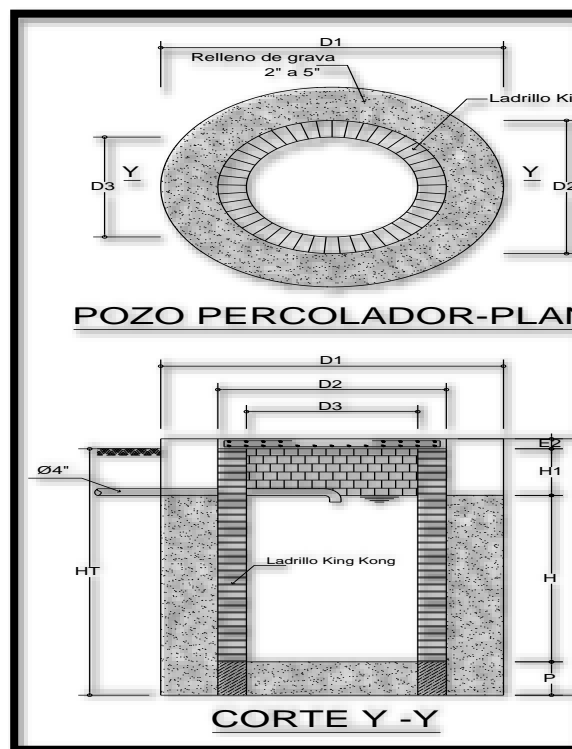 D1
Relleno de grava
2" a 5"
Ladrillo Ki
Y
Y
D3
D2
POZO PERCOLADOR-PLAN
D1
D2
D3
E2
H1
Ø4"
HT
Ladrillo King Kong
H
P
CORTE Y -Y